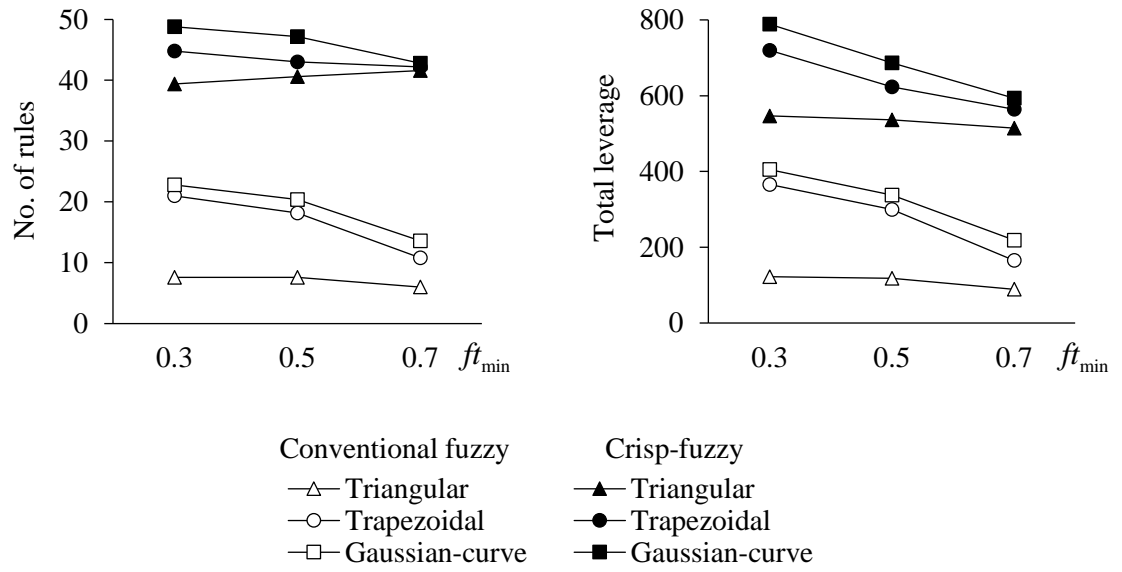 No. of rules
50
40
30
20
10
0
0.3 0.5 0.7 ftmin
Total leverage
800
600
400
200
0
0.3 0.5 0.7 ftmin
Conventional fuzzy
Triangular
Trapezoidal
Gaussian-curve
Crisp-fuzzy
Triangular
Trapezoidal
Gaussian-curve